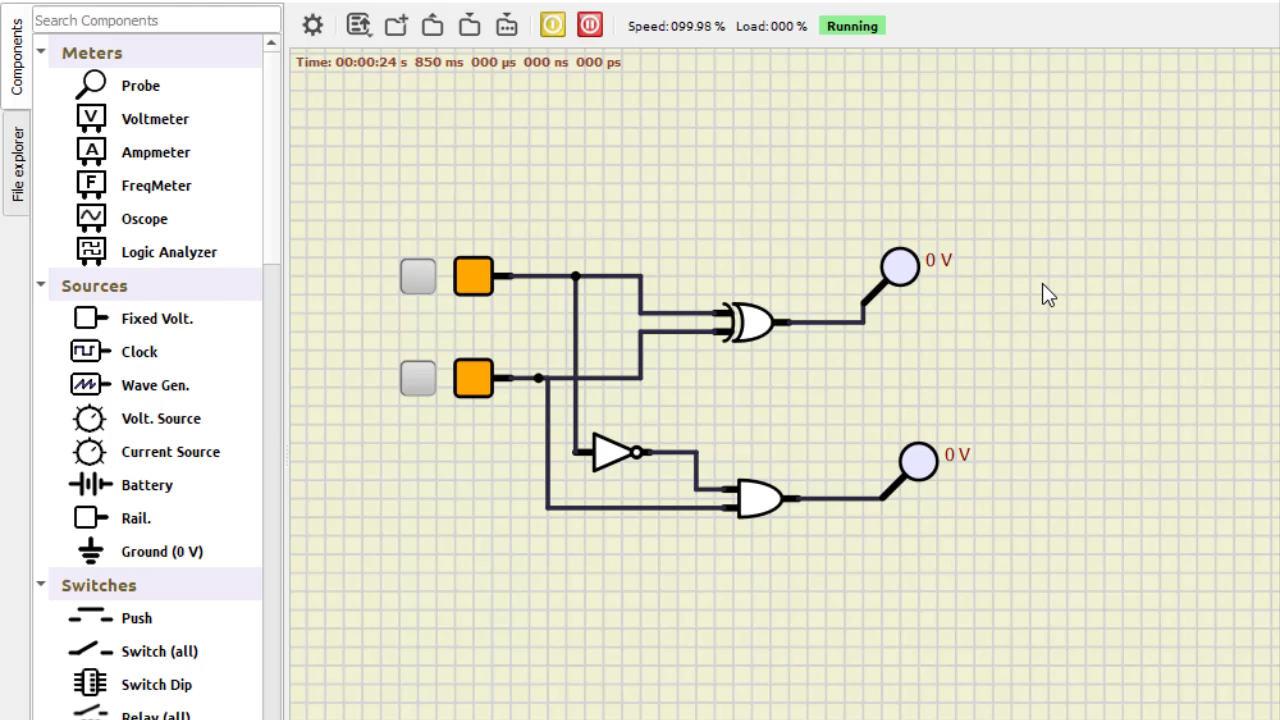 Components
File explorer
Search Components
Meters
Probe
V
Voltmeter
A
Ampmeter
F
FreqMeter
Oscope
Logic Analyzer
Sources
Fixed Volt.
Clock
Wave Gen.
Volt. Source
Current Source
Battery
Rail.
Ground (0 V)
Switches
Push
Switch (all)
Switch Dip
Relay (all)
Speed:099.98 % Load:000 % Running
Time: 00:00:24 s 850 ms 000 µs 000 ns 000 ps
0 V
0 V